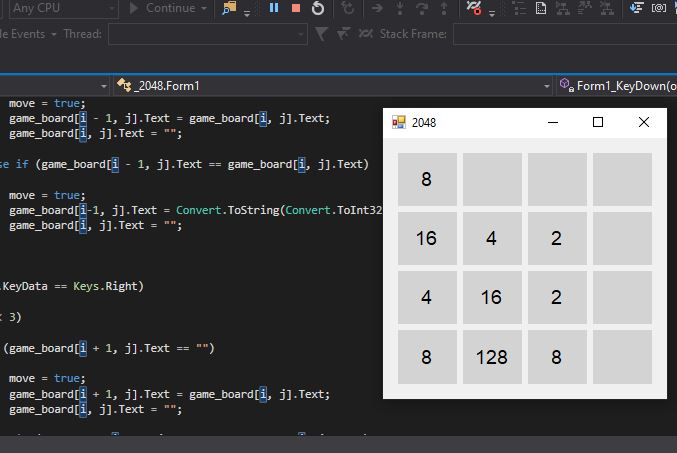 Any CPU Continue
le Events Thread: Stack Frame:
_2048.Form1 Form1_KeyDown(o
move = true;
game_board[i - 1, j].Text = game_board[i, j].Text;
game_board[i, j].Text = "";
se if (game_board[i - 1, j].Text == game_board[i, j].Text)
move = true;
game_board[i-1, j].Text = Convert.ToString(Convert.ToInt32
game_board[i, j].Text = "";
.KeyData == Keys.Right)
< 3)
(game_board[i + 1, j].Text == "")
move = true;
game_board[i + 1, j].Text = game_board[i, j].Text;
game_board[i, j].Text = "";
2048
8
16 4 2
4 16 2
8 128 8